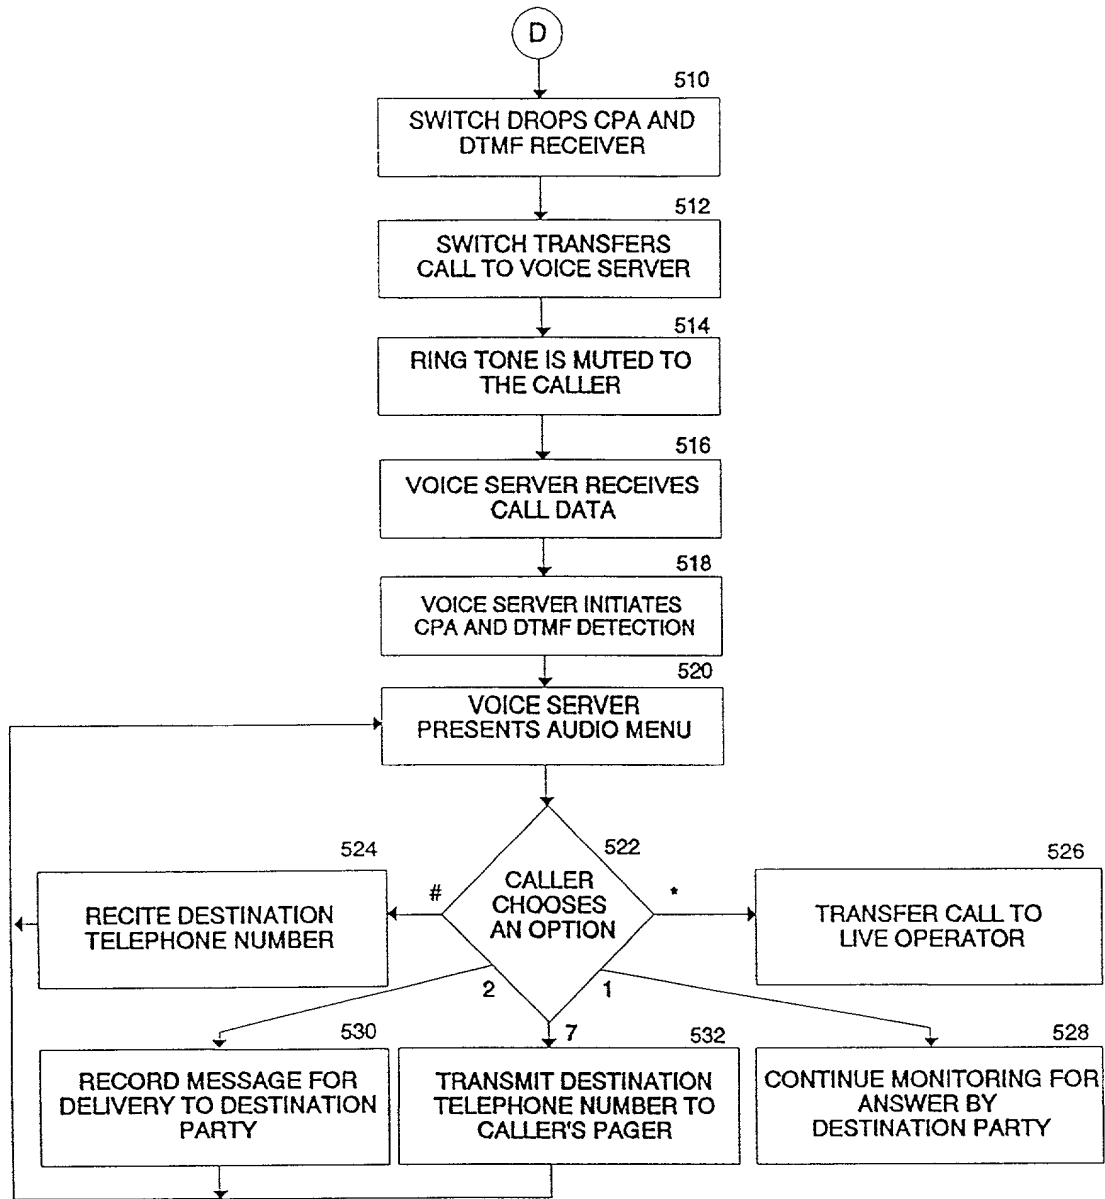 D
510
SWITCH DROPS CPA AND
DTMF RECEIVER
512
SWITCH TRANSFERS
CALL TO VOICE SERVER
514
RING TONE IS MUTED TO
THE CALLER
516
VOICE SERVER RECEIVES
CALL DATA
518
VOICE SERVER INITIATES
CPA AND DTMF DETECTION
520
VOICE SERVER
PRESENTS AUDIO MENU
522
CALLER
CHOOSES
AN OPTION
#
*
2
1
7
524
RECITE DESTINATION
TELEPHONE NUMBER
526
TRANSFER CALL TO
LIVE OPERATOR
530
RECORD MESSAGE FOR
DELIVERY TO DESTINATION
PARTY
532
TRANSMIT DESTINATION
TELEPHONE NUMBER TO
CALLER'S PAGER
528
CONTINUE MONITORING FOR
ANSWER BY
DESTINATION PARTY